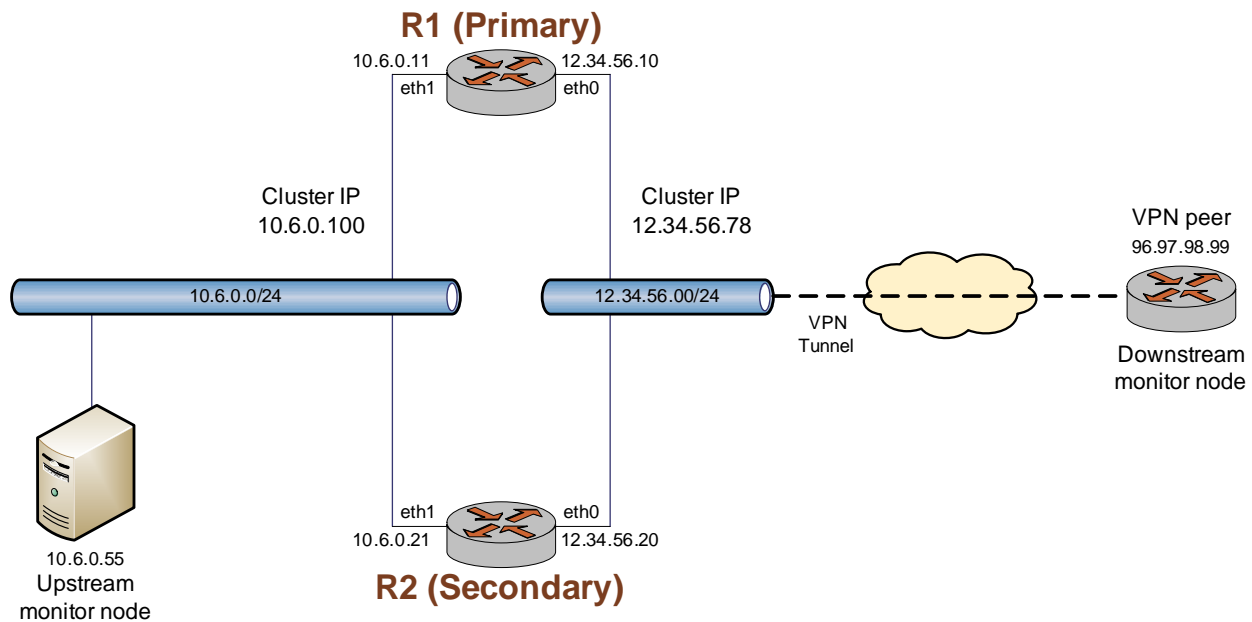 R1 (Primary)
10.6.0.11
12.34.56.10
eth1
eth0
Cluster IP
10.6.0.100
Cluster IP
12.34.56.78
VPN peer
96.97.98.99
10.6.0.0/24
12.34.56.00/24
VPN
Tunnel
Downstream
monitor node
eth1
eth0
10.6.0.21
12.34.56.20
R2 (Secondary)
10.6.0.55
Upstream
monitor node